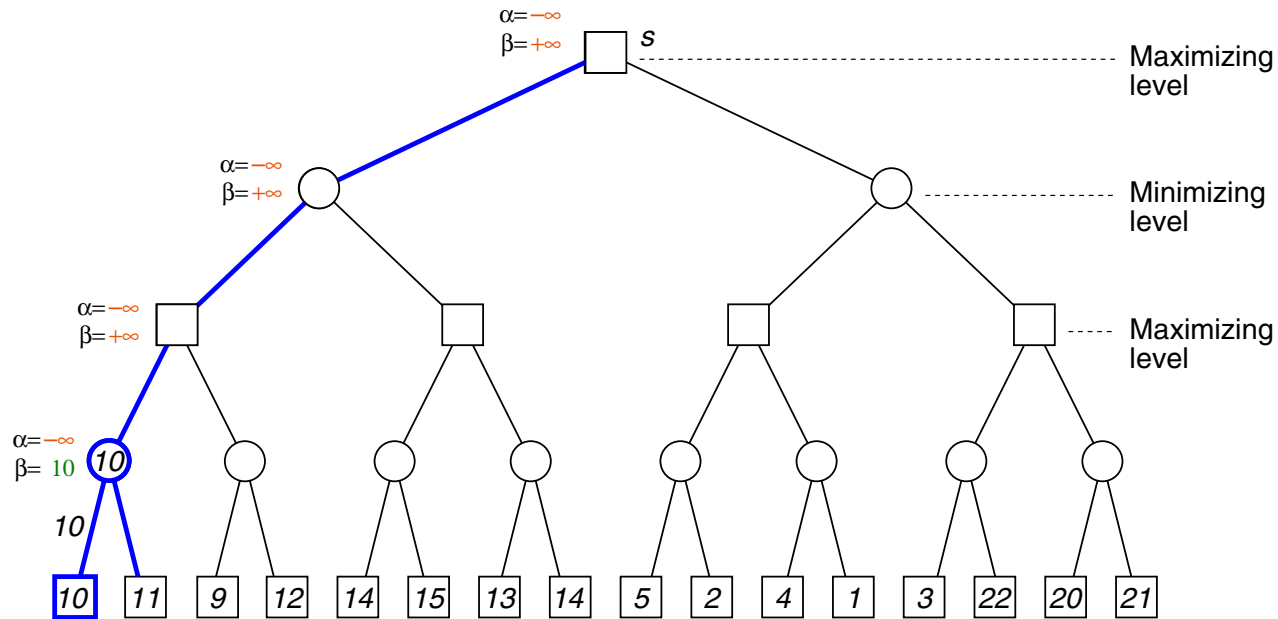 α= −∞
β= +∞
s
Maximizing
level
α= −∞
β= +∞
Minimizing
level
α= −∞
β= +∞
Maximizing
level
α= −∞
β= 10
10
10
10 11 9 12 14 15 13 14 5 2 4 1 3 22 20 21